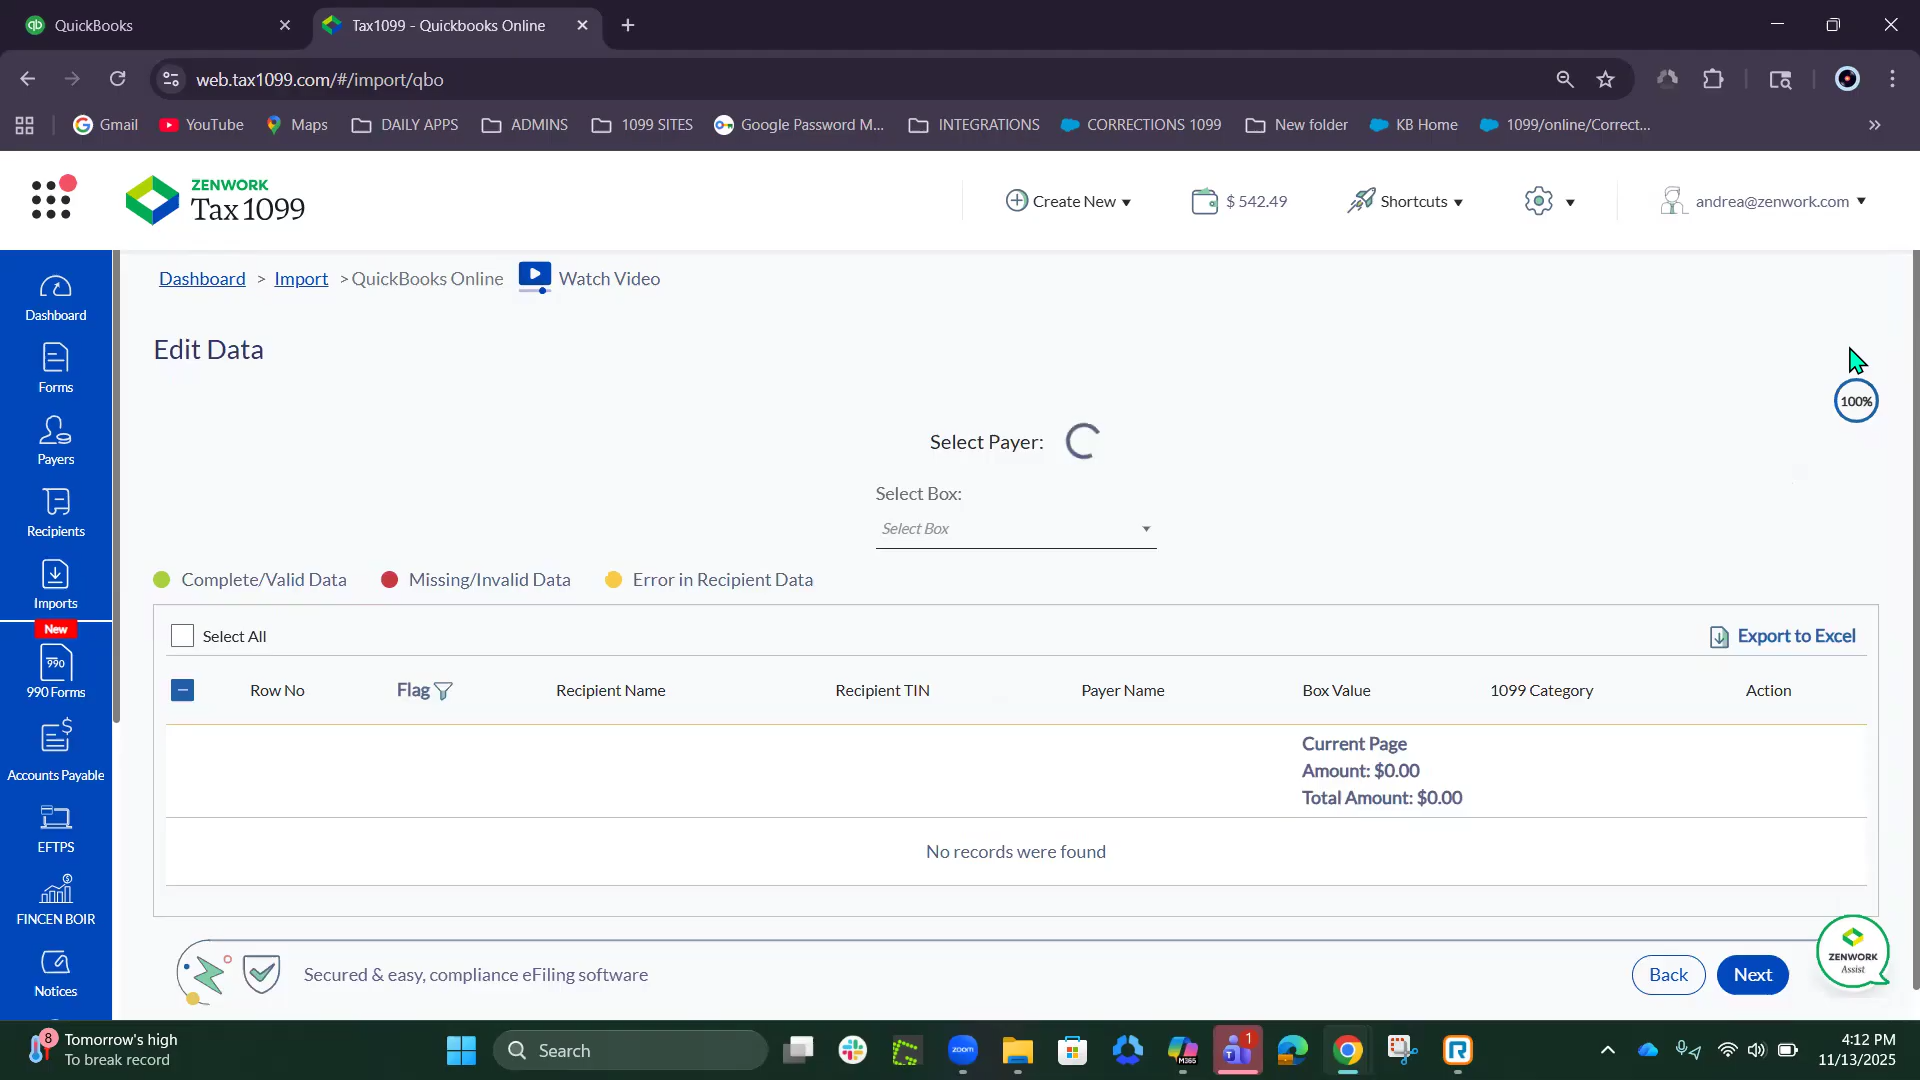 QuickBooks
Tax1099 - Quickbooks Online
web.tax1099.com/#/import/qbo
Gmail
YouTube
Maps
DAILY APPS
ADMINS
1099 SITES
Google Password M...
INTEGRATIONS
CORRECTIONS 1099
New folder
KB Home
1099/online/Correct...
ZENWORK
Tax1099
Create New
$ 542.49
Shortcuts
andrea@zenwork.com
Dashboard
Forms
Payers
Recipients
Imports
New
990
990 Forms
Accounts Payable
EFTPS
FINCEN BOIR
Notices
Dashboard > Import > QuickBooks Online Watch Video
Edit Data
100%
Select Payer:
Select Box:
Select Box
Complete/Valid Data Missing/Invalid Data Error in Recipient Data
Select All
Export to Excel
Row No Flag Recipient Name Recipient TIN Payer Name Box Value 1099 Category Action
Current Page
Amount: $0.00
Total Amount: $0.00
No records were found
Secured & easy, compliance eFiling software
Back
Next
ZENWORK
Assist
8
Tomorrow's high
To break record
Search
zoom
M365
1
4:12 PM
11/13/2025